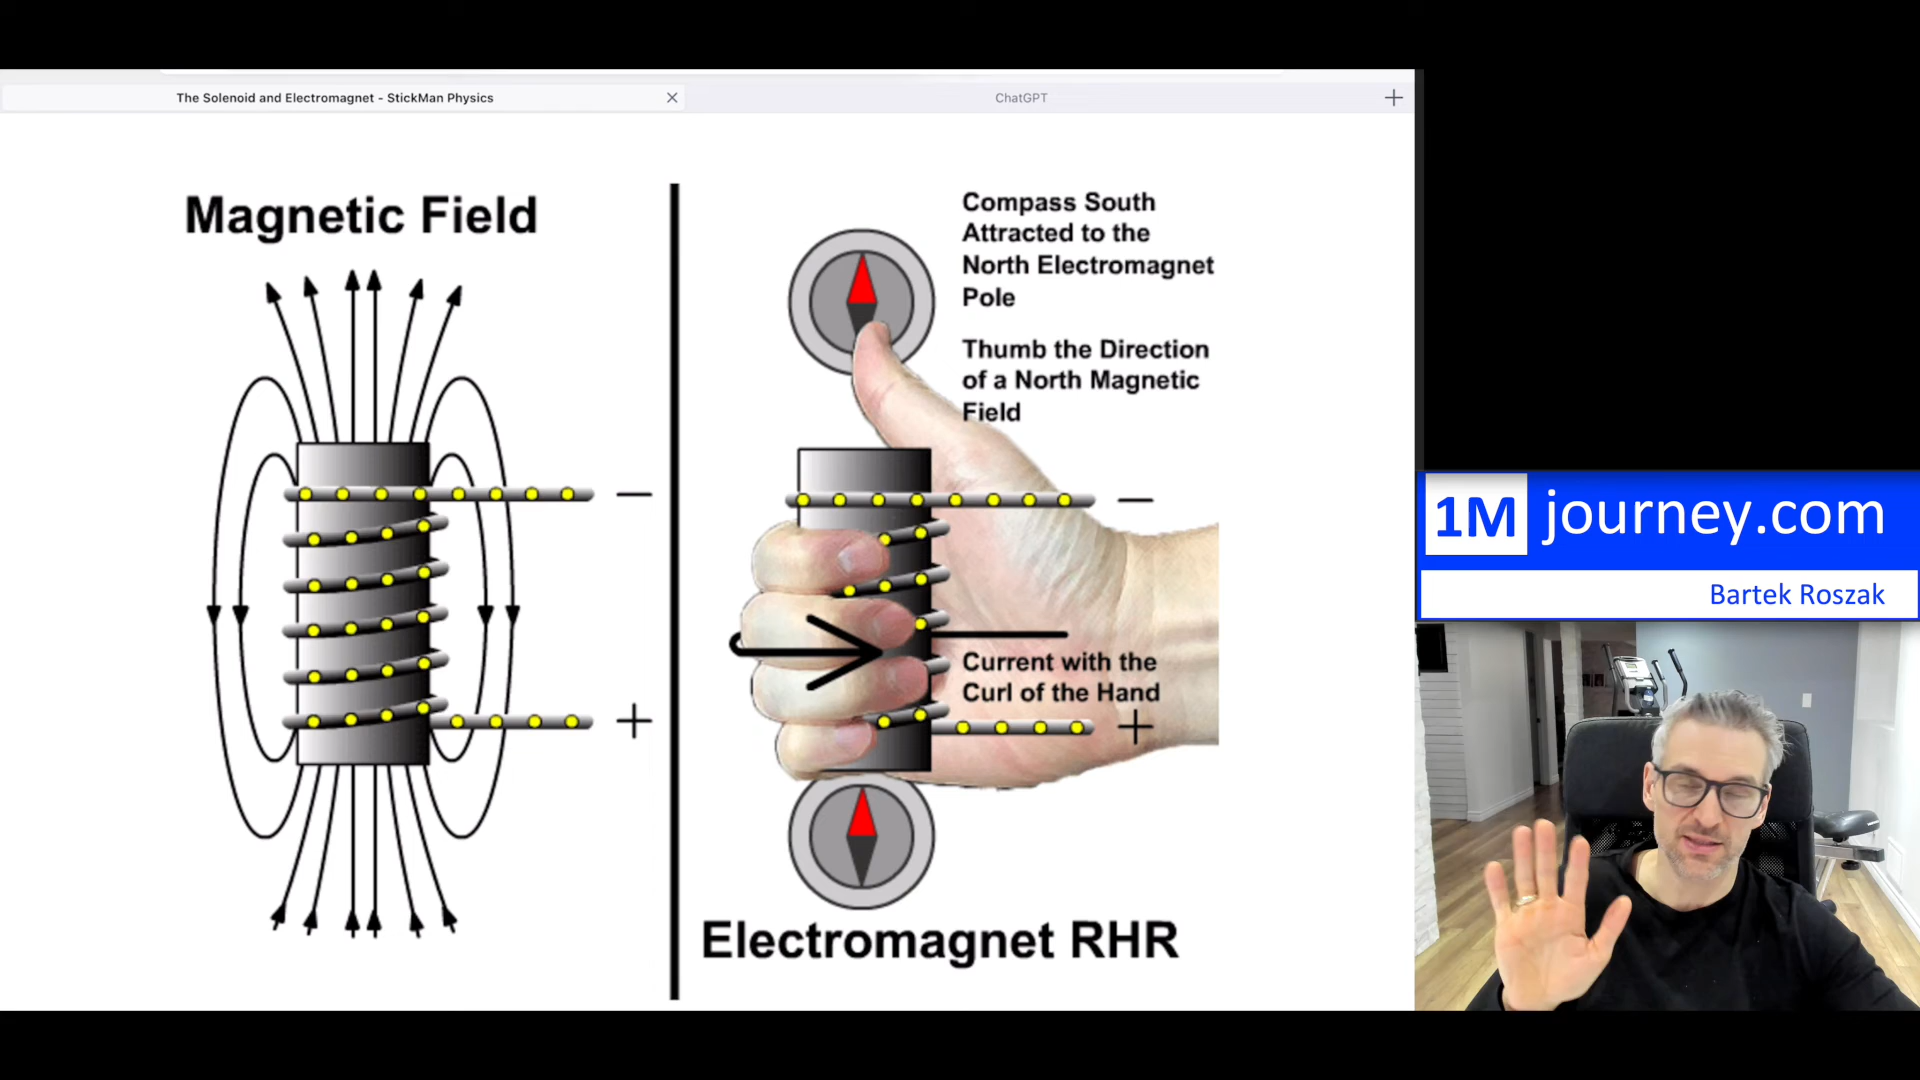 The Solenoid and Electromagnet - StickMan Physics
ChatGPT
Magnetic Field
−
+
Compass South
Attracted to the
North Electromagnet
Pole
Thumb the Direction
of a North Magnetic
Field
−
Current with the
Curl of the Hand
+
Electromagnet RHR
1M journey.com
Bartek Roszak